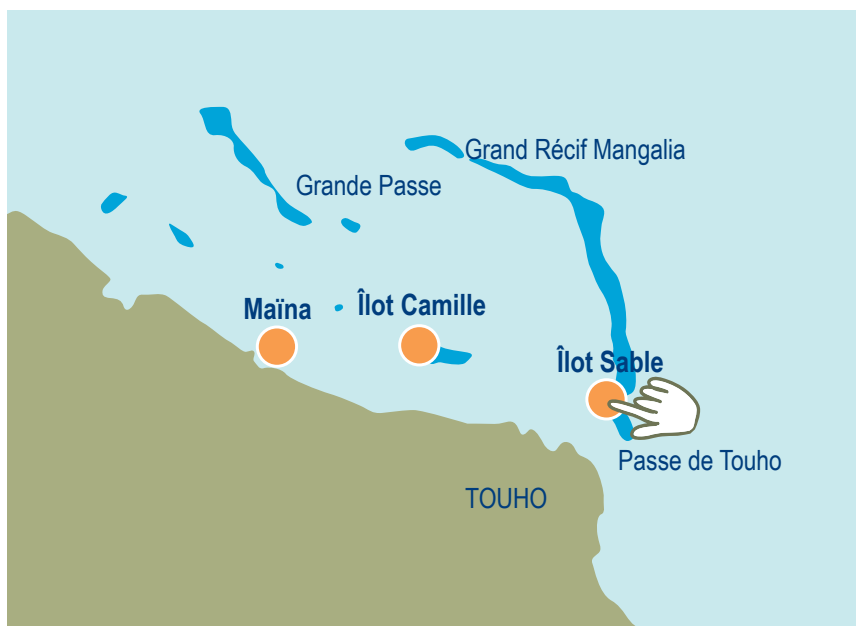 Grand Récif Mangalia
Grande Passe
Maïna
Îlot Camille
Îlot Sable
Passe de Touho
TOUHO